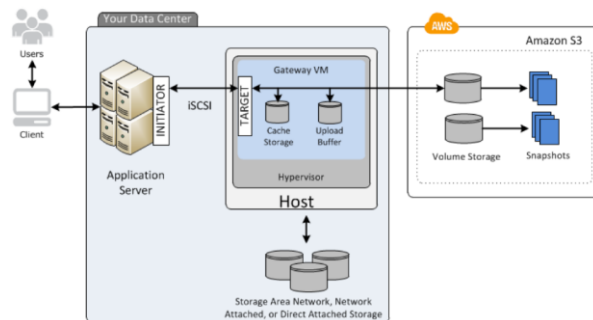 Your Data Center
AWS
Amazon S3
Users
Client
INITIATOR
iSCSI
TARGET
Gateway VM
Cache
Storage
Upload
Buffer
Hypervisor
Host
Application
Server
Volume Storage
Snapshots
Storage Area Network, Network
Attached, or Direct Attached Storage